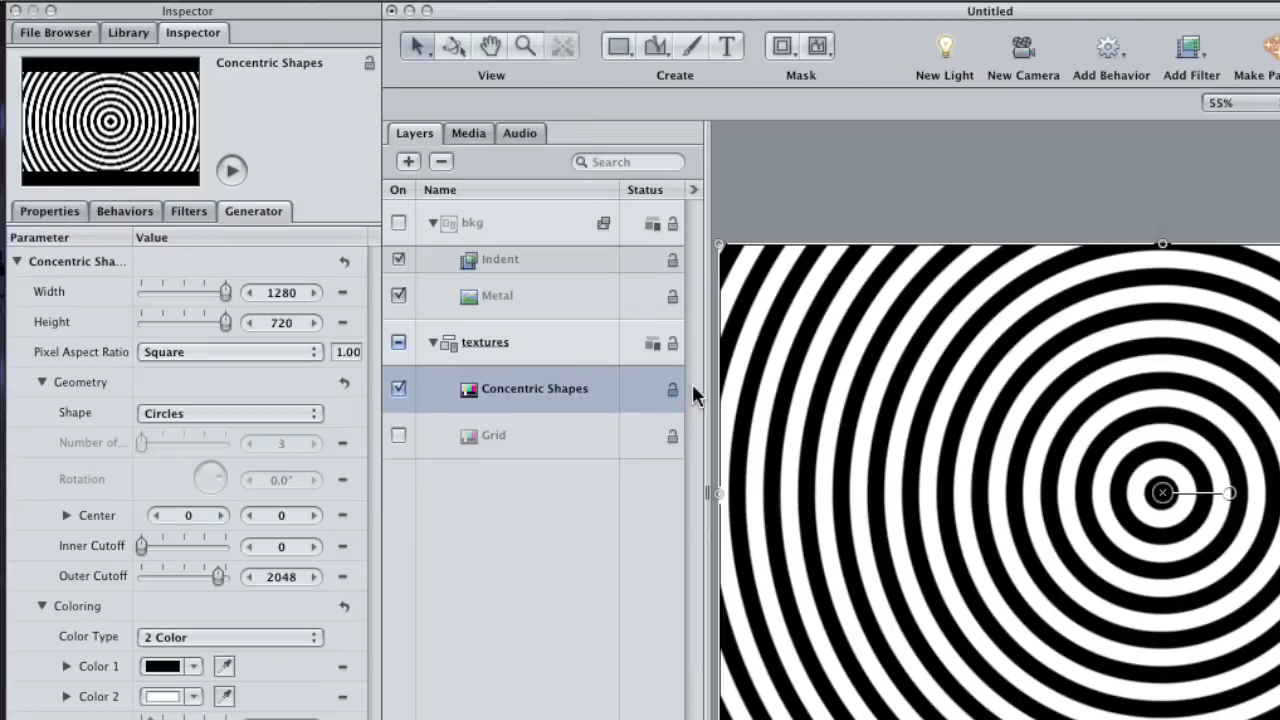 Inspector
Untitled
File Browser Library Inspector
Concentric Shapes
T
View Create Mask New Light New Camera Add Behavior Add Filter
55%
Layers Media Audio
+ − Search
On Name Status
bkg
Indent
Metal
textures
Concentric Shapes
Grid
Properties Behaviors Filters Generator
Parameter Value
Concentric Sha...
Width 1280
Height 720
Pixel Aspect Ratio Square 1.00
Geometry
Shape Circles
Number of... 3
Rotation 0.0°
Center 0 0
Inner Cutoff 0
Outer Cutoff 2048
Coloring
Color Type 2 Color
Color 1
Color 2